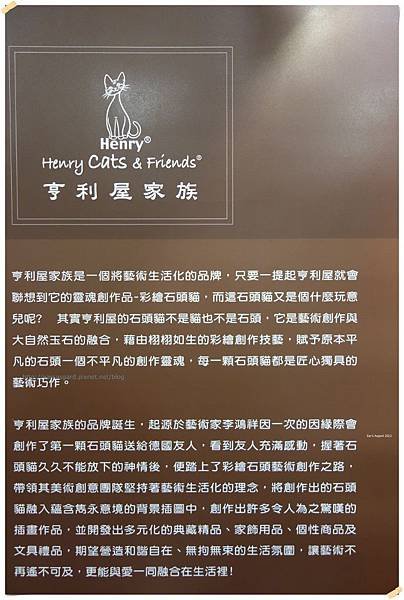 Henry®
Henry Cats & Friends®
亨利屋家族
亨利屋家族是一個將藝術生活化的品牌，只要一提起亨利屋就會
聯想到它的靈魂創作品-彩繪石頭貓，而這石頭貓又是個什麼玩意
兒呢? 其實亨利屋的石頭貓不是貓也不是石頭，它是藝術創作與
大自然玉石的融合，藉由栩栩如生的彩繪創作技藝，賦予原本平
凡的石頭一個不平凡的創作靈魂，每一顆石頭貓都是匠心獨具的
藝術巧作。
亨利屋家族的品牌誕生，起源於藝術家李鴻祥因一次的因緣際會
創作了第一顆石頭貓送給德國友人，看到友人充滿感動，握著石
頭貓久久不能放下的神情後，便踏上了彩繪石頭藝術創作之路，
帶領其美術創意團隊堅持著藝術生活化的理念，將創作出的石頭
貓融入蘊含雋永意境的背景插圖中，創作出許多令人為之驚嘆的
插畫作品，並開發出多元化的典藏精品、家飾用品、個性商品及
文具禮品，期望營造和諧自在、無拘無束的生活氛圍，讓藝術不
再遙不可及，更能與愛一同融合在生活裡!